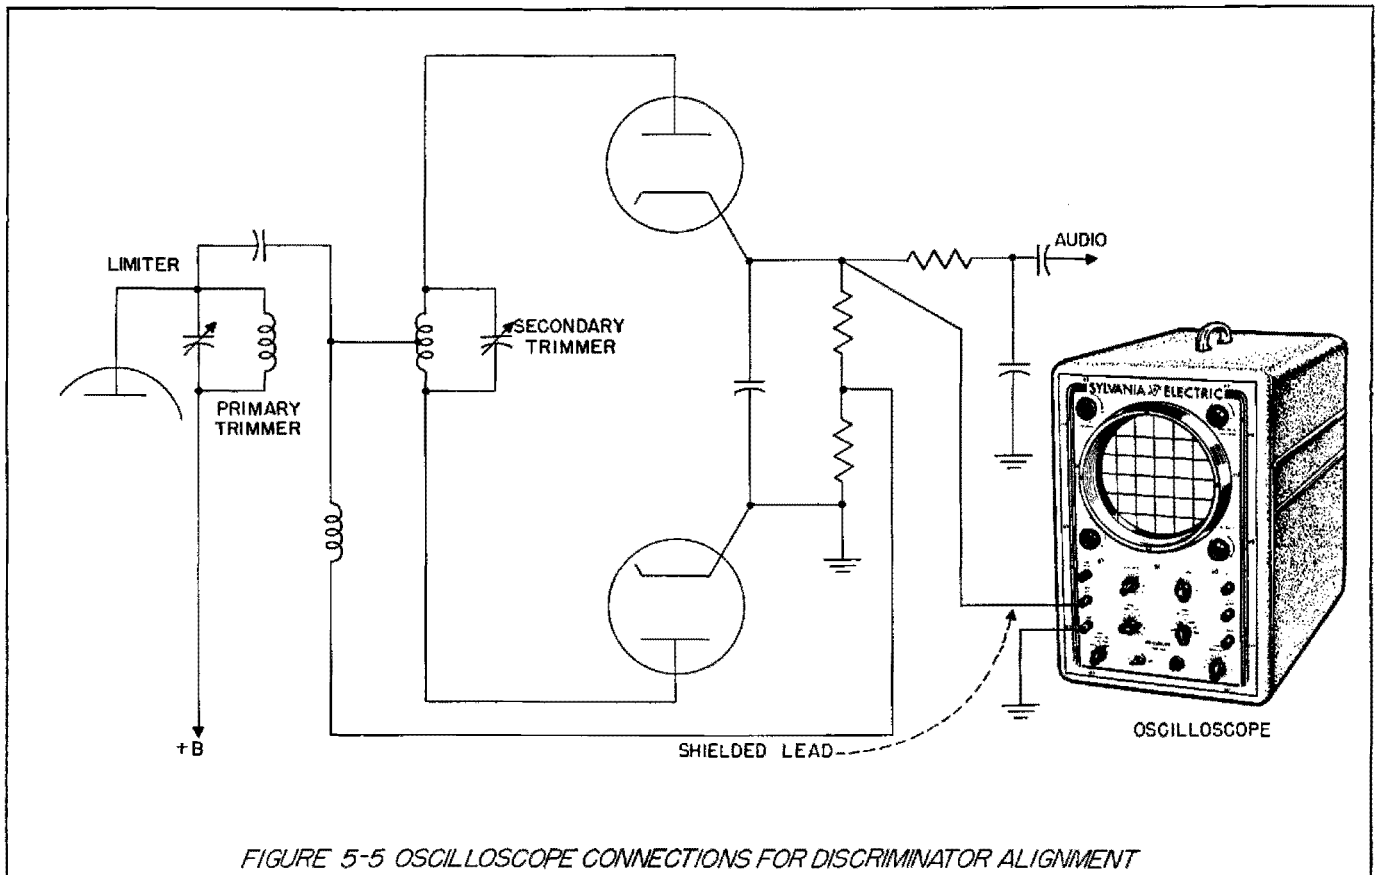 LIMITER
PRIMARY
TRIMMER
+B
SECONDARY
TRIMMER
AUDIO
SYLVANIA ELECTRIC
SHIELDED LEAD
OSCILLOSCOPE
FIGURE 5-5 OSCILLOSCOPE CONNECTIONS FOR DISCRIMINATOR ALIGNMENT